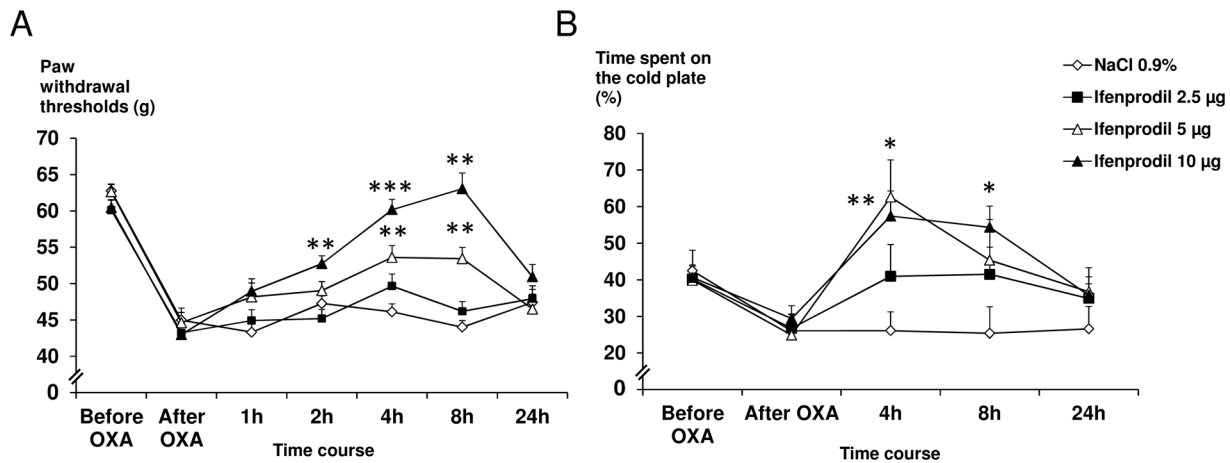 A
Paw
withdrawal
thresholds (g)
70
65
60
55
50
45
40
0
***
**
**
**
**
Before
OXA
After
OXA
1h
2h
4h
8h
24h
Time course
B
Time spent on
the cold plate
(%)
80
70
60
50
40
30
20
0
*
**
*
Before
OXA
After OXA
4h
8h
24h
Time course
NaCl 0.9%
Ifenprodil 2.5 µg
Ifenprodil 5 µg
Ifenprodil 10 µg